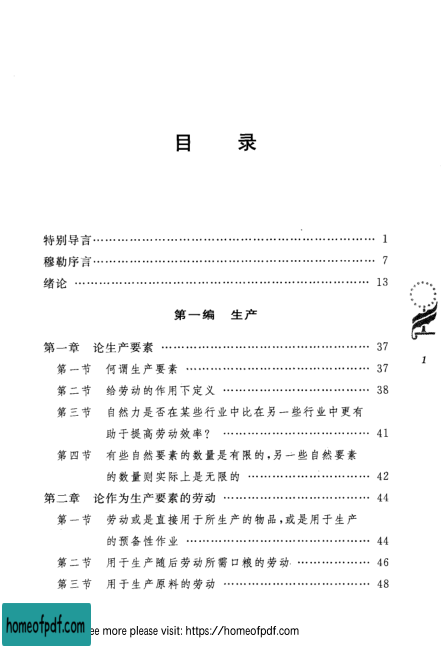 目 录
特别导言…………………………………………………… 1
穆勒序言…………………………………………………… 7
绪论 …………………………………………………… 13
第一编 生产
第一章 论生产要素 …………………………………… 37
第一节 何谓生产要素 ………………………………… 37
第二节 给劳动的作用下定义 ………………………… 38
第三节 自然力是否在某些行业中比在另一些行业中更有
助于提高劳动效率? ………………………… 41
第四节 有些自然要素的数量是有限的,另一些自然要素
的数量则实际上是无限的 …………………… 42
第二章 论作为生产要素的劳动 ……………………… 44
第一节 劳动或是直接用于所生产的物品,或是用于生产
的预备性作业 ………………………………… 44
第二节 用于生产随后劳动所需口粮的劳动 ………… 46
第三节 用于生产原料的劳动 ………………………… 48
1
homeofpdf.com
ee more please visit: https://homeofpdf.com